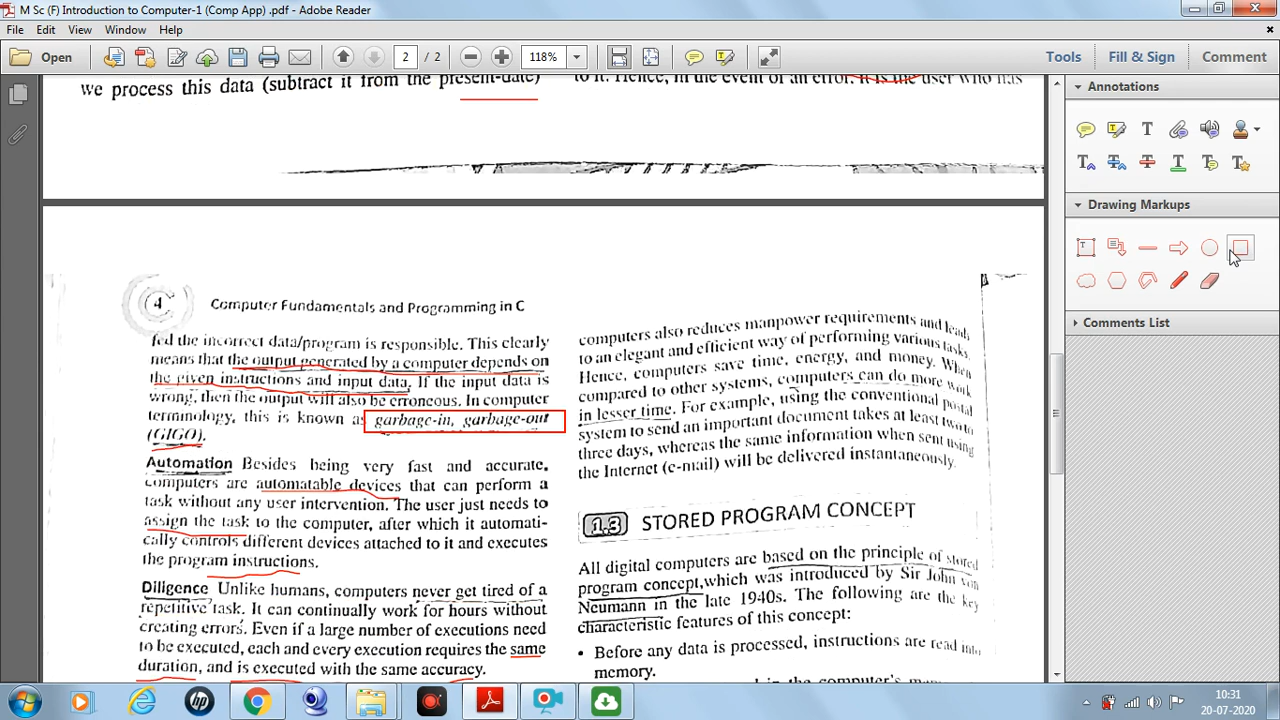 M Sc (F) Introduction to Computer-1 (Comp App) .pdf - Adobe Reader
File Edit View Window Help
Open 2 / 2 118% Tools Fill & Sign Comment
we process this data (subtract it from the present-date)
to it. Hence, in the event of an error, it is the user who has
4 Computer Fundamentals and Programming in C
fed the incorrect data/program is responsible. This clearly
means that the output generated by a computer depends on
the given instructions and input data. If the input data is
wrong, then the output will also be erroneous. In computer
terminology, this is known as garbage-in, garbage-out
(GIGO).
Automation Besides being very fast and accurate,
computers are automatable devices that can perform a
task without any user intervention. The user just needs to
assign the task to the computer, after which it automati-
cally controls different devices attached to it and executes
the program instructions.
Diligence Unlike humans, computers never get tired of a
repetitive task. It can continually work for hours without
creating errors. Even if a large number of executions need
to be executed, each and every execution requires the same
duration, and is executed with the same accuracy.
computers also reduces manpower requirements and leads
to an elegant and efficient way of performing various tasks.
Hence, computers save time, energy, and money. When
compared to other systems, computers can do more work
in lesser time. For example, using the conventional postal
system to send an important document takes at least two to
three days, whereas the same information when sent using
the Internet (e-mail) will be delivered instantaneously.
1.3 STORED PROGRAM CONCEPT
All digital computers are based on the principle of stored
program concept, which was introduced by Sir John von
Neumann in the late 1940s. The following are the key
characteristic features of this concept:
• Before any data is processed, instructions are read into
memory.
Annotations
Drawing Markups
Comments List
10:31
20-07-2020